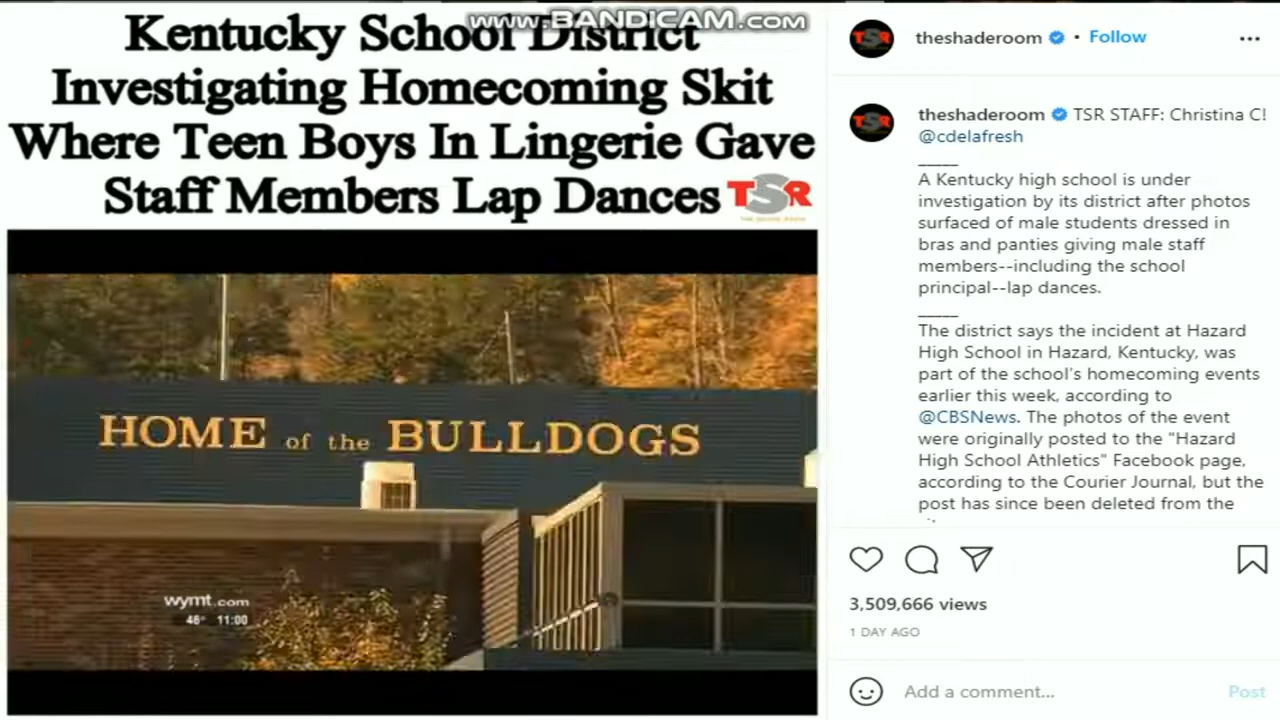 www.BANDICAM.com
Kentucky School District
Investigating Homecoming Skit
Where Teen Boys In Lingerie Gave
Staff Members Lap Dances
TSR
HOME of the BULLDOGS
wymt.com
46° 11:00
TSR
theshaderoom • Follow
TSR
theshaderoom TSR STAFF: Christina C!
@cdelafresh
_____
A Kentucky high school is under
investigation by its district after photos
surfaced of male students dressed in
bras and panties giving male staff
members--including the school
principal--lap dances.
_____
The district says the incident at Hazard
High School in Hazard, Kentucky, was
part of the school's homecoming events
earlier this week, according to
@CBSNews. The photos of the event
were originally posted to the "Hazard
High School Athletics" Facebook page,
according to the Courier Journal, but the
post has since been deleted from the
3,509,666 views
1 DAY AGO
Add a comment...
Post